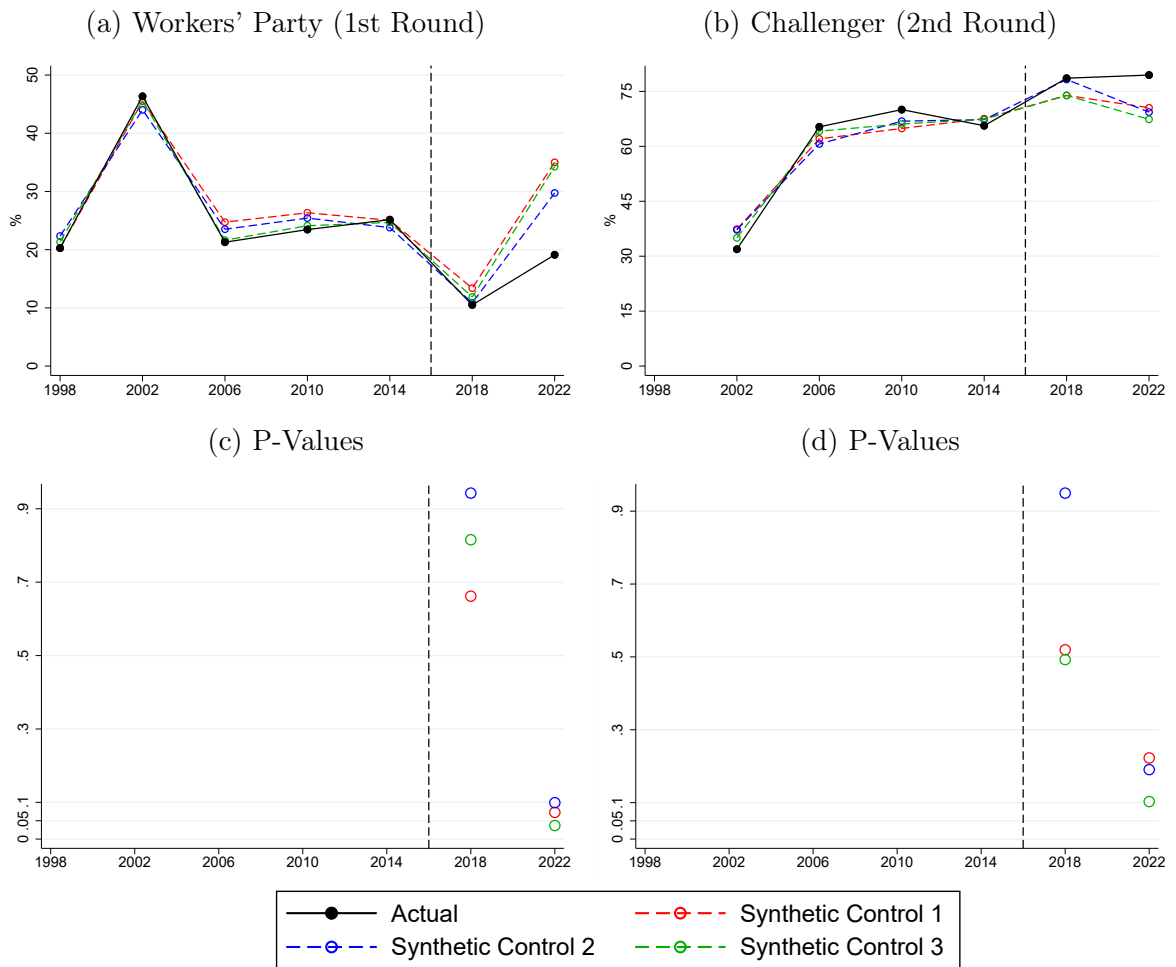 (a) Workers' Party (1st Round)
(b) Challenger (2nd Round)
50
40
30
20
10
0
%
1998 2002 2006 2010 2014 2018 2022
75
60
45
30
15
0
%
1998 2002 2006 2010 2014 2018 2022
(c) P-Values
(d) P-Values
.9
.7
.5
.3
.1
.05
0
1998 2002 2006 2010 2014 2018 2022
.9
.7
.5
.3
.1
.05
0
1998 2002 2006 2010 2014 2018 2022
Actual
Synthetic Control 1
Synthetic Control 2
Synthetic Control 3